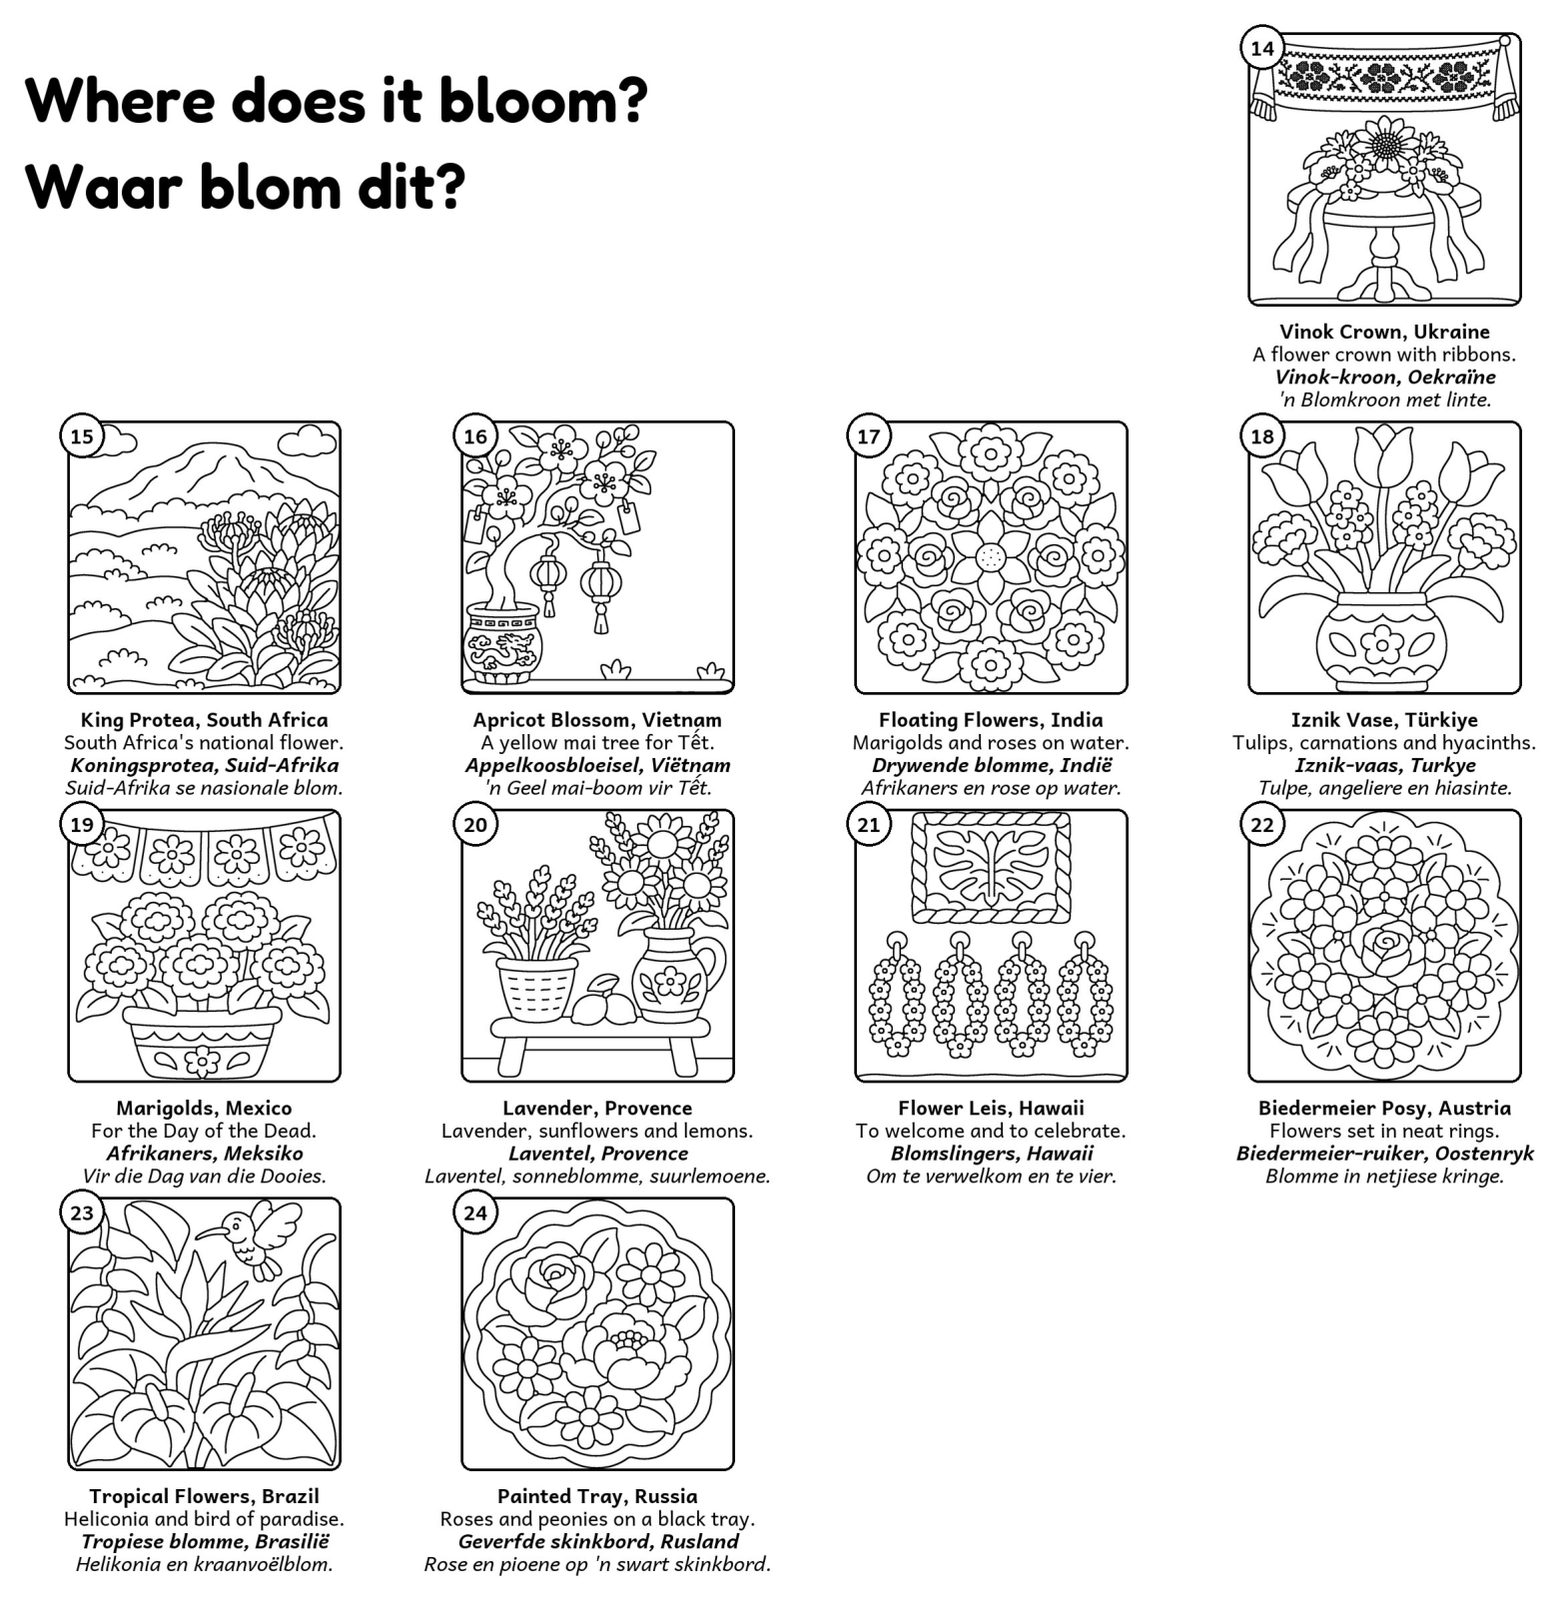 Where does it bloom?
Waar blom dit?
14
Vinok Crown, Ukraine
A flower crown with ribbons.
Vinok-kroon, Oekraïne
'n Blomkroon met linte.
15
King Protea, South Africa
South Africa's national flower.
Koningsprotea, Suid-Afrika
Suid-Afrika se nasionale blom.
16
Apricot Blossom, Vietnam
A yellow mai tree for Tết.
Appelkoosbloeisel, Viëtnam
'n Geel mai-boom vir Tết.
17
Floating Flowers, India
Marigolds and roses on water.
Drywende blomme, Indië
Afrikaners en rose op water.
18
Iznik Vase, Türkiye
Tulips, carnations and hyacinths.
Iznik-vaas, Turkye
Tulpe, angeliere en hiasinte.
19
Marigolds, Mexico
For the Day of the Dead.
Afrikaners, Meksiko
Vir die Dag van die Dooies.
20
Lavender, Provence
Lavender, sunflowers and lemons.
Laventel, Provence
Laventel, sonneblomme, suurlemoene.
21
Flower Leis, Hawaii
To welcome and to celebrate.
Blomslingers, Hawaii
Om te verwelkom en te vier.
22
Biedermeier Posy, Austria
Flowers set in neat rings.
Biedermeier-ruiker, Oostenryk
Blomme in netjiese kringe.
23
Tropical Flowers, Brazil
Heliconia and bird of paradise.
Tropiese blomme, Brasilië
Helikonia en kraanvoëlblom.
24
Painted Tray, Russia
Roses and peonies on a black tray.
Geverfde skinkbord, Rusland
Rose en pioene op 'n swart skinkbord.